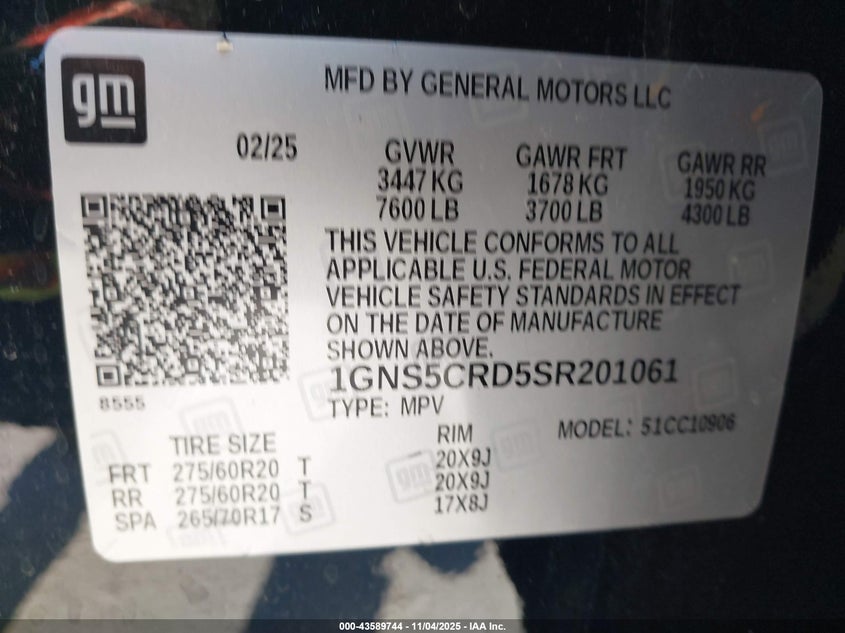 gm
MFD BY GENERAL MOTORS LLC
02/25 GVWR GAWR FRT GAWR RR
3447 KG 1678 KG 1950 KG
7600 LB 3700 LB 4300 LB
THIS VEHICLE CONFORMS TO ALL
APPLICABLE U.S. FEDERAL MOTOR
VEHICLE SAFETY STANDARDS IN EFFECT
ON THE DATE OF MANUFACTURE
SHOWN ABOVE.
1GNS5CRD5SR201061
8555
TYPE: MPV MODEL: 51CC10906
TIRE SIZE RIM
FRT 275/60R20 T 20X9J
RR 275/60R20 T 20X9J
SPA 265/70R17 S 17X8J
000-43589744 - 11/04/2025 - IAA Inc.